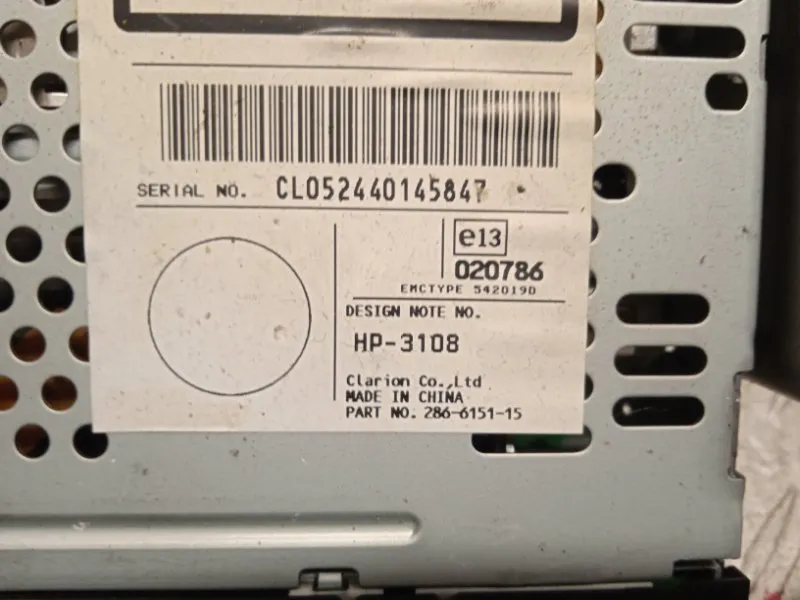 SERIAL NO. CL052440145847
e13
020786
EMCTYPE 542019D
DESIGN NOTE NO.
HP-3108
Clarion Co.,Ltd
MADE IN CHINA
PART NO. 286-6151-15